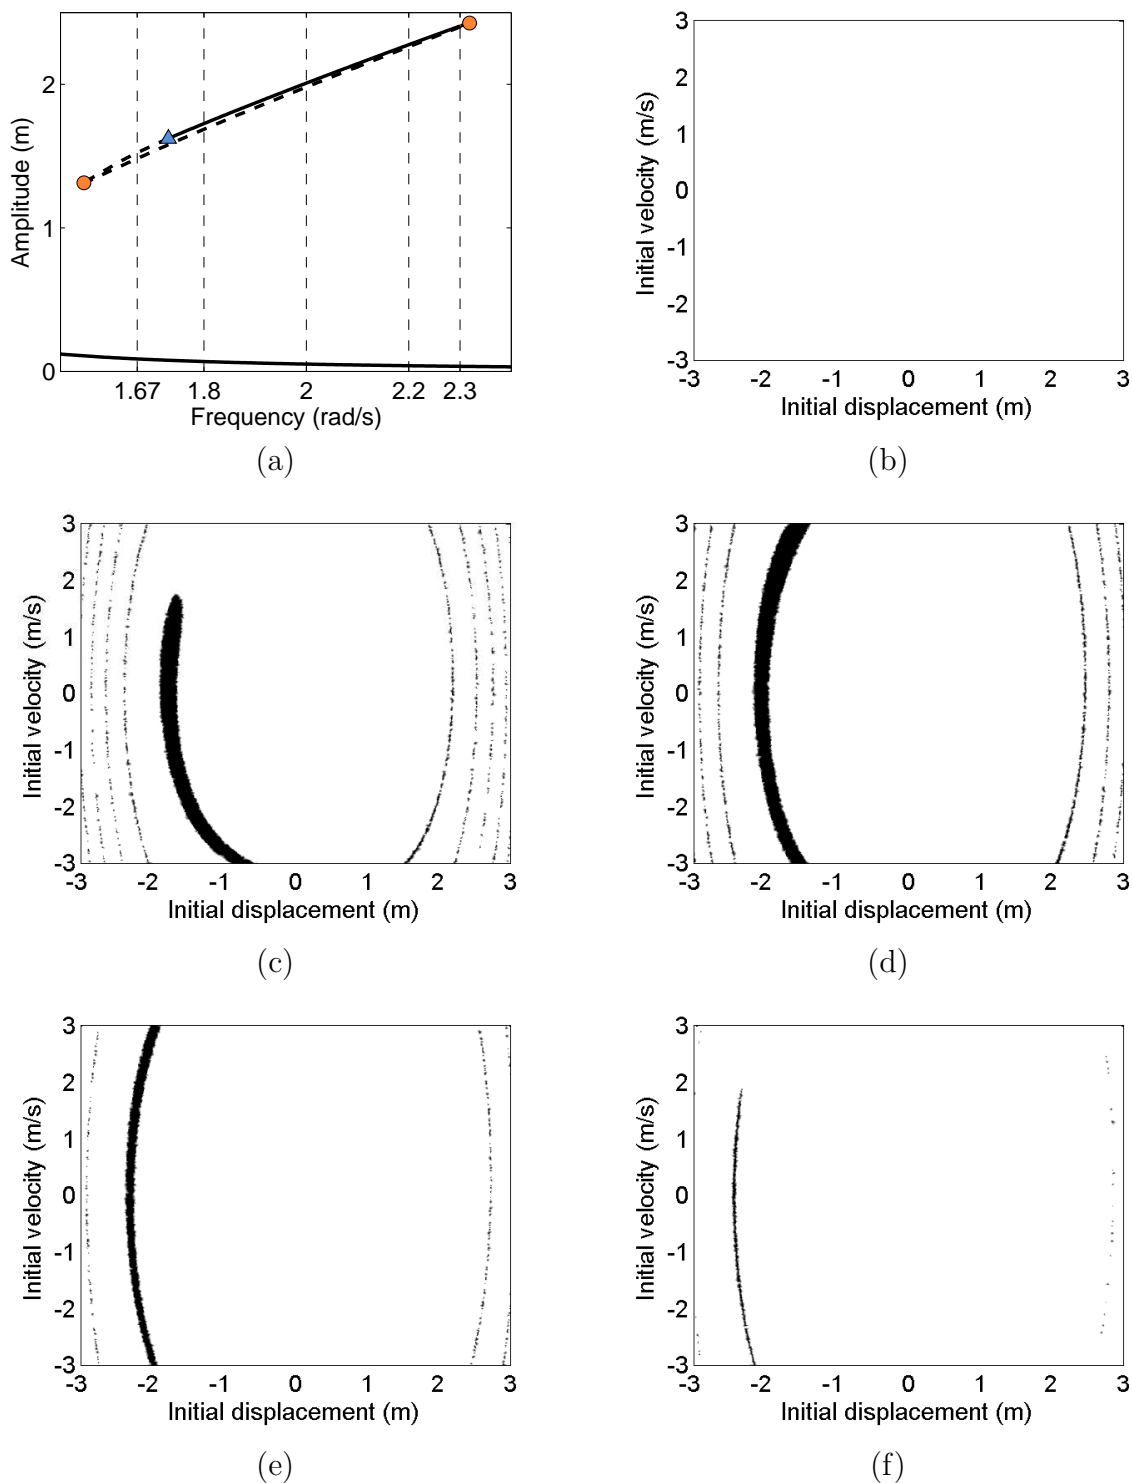 Amplitude (m)
2
1
0
1.67 1.8 2 2.2 2.3
Frequency (rad/s)
(a)
Initial velocity (m/s)
3
2
1
0
-1
-2
-3
-3 -2 -1 0 1 2 3
Initial displacement (m)
(b)
Initial velocity (m/s)
3
2
1
0
-1
-2
-3
-3 -2 -1 0 1 2 3
Initial displacement (m)
(c)
Initial velocity (m/s)
3
2
1
0
-1
-2
-3
-3 -2 -1 0 1 2 3
Initial displacement (m)
(d)
Initial velocity (m/s)
3
2
1
0
-1
-2
-3
-3 -2 -1 0 1 2 3
Initial displacement (m)
(e)
Initial velocity (m/s)
3
2
1
0
-1
-2
-3
-3 -2 -1 0 1 2 3
Initial displacement (m)
(f)